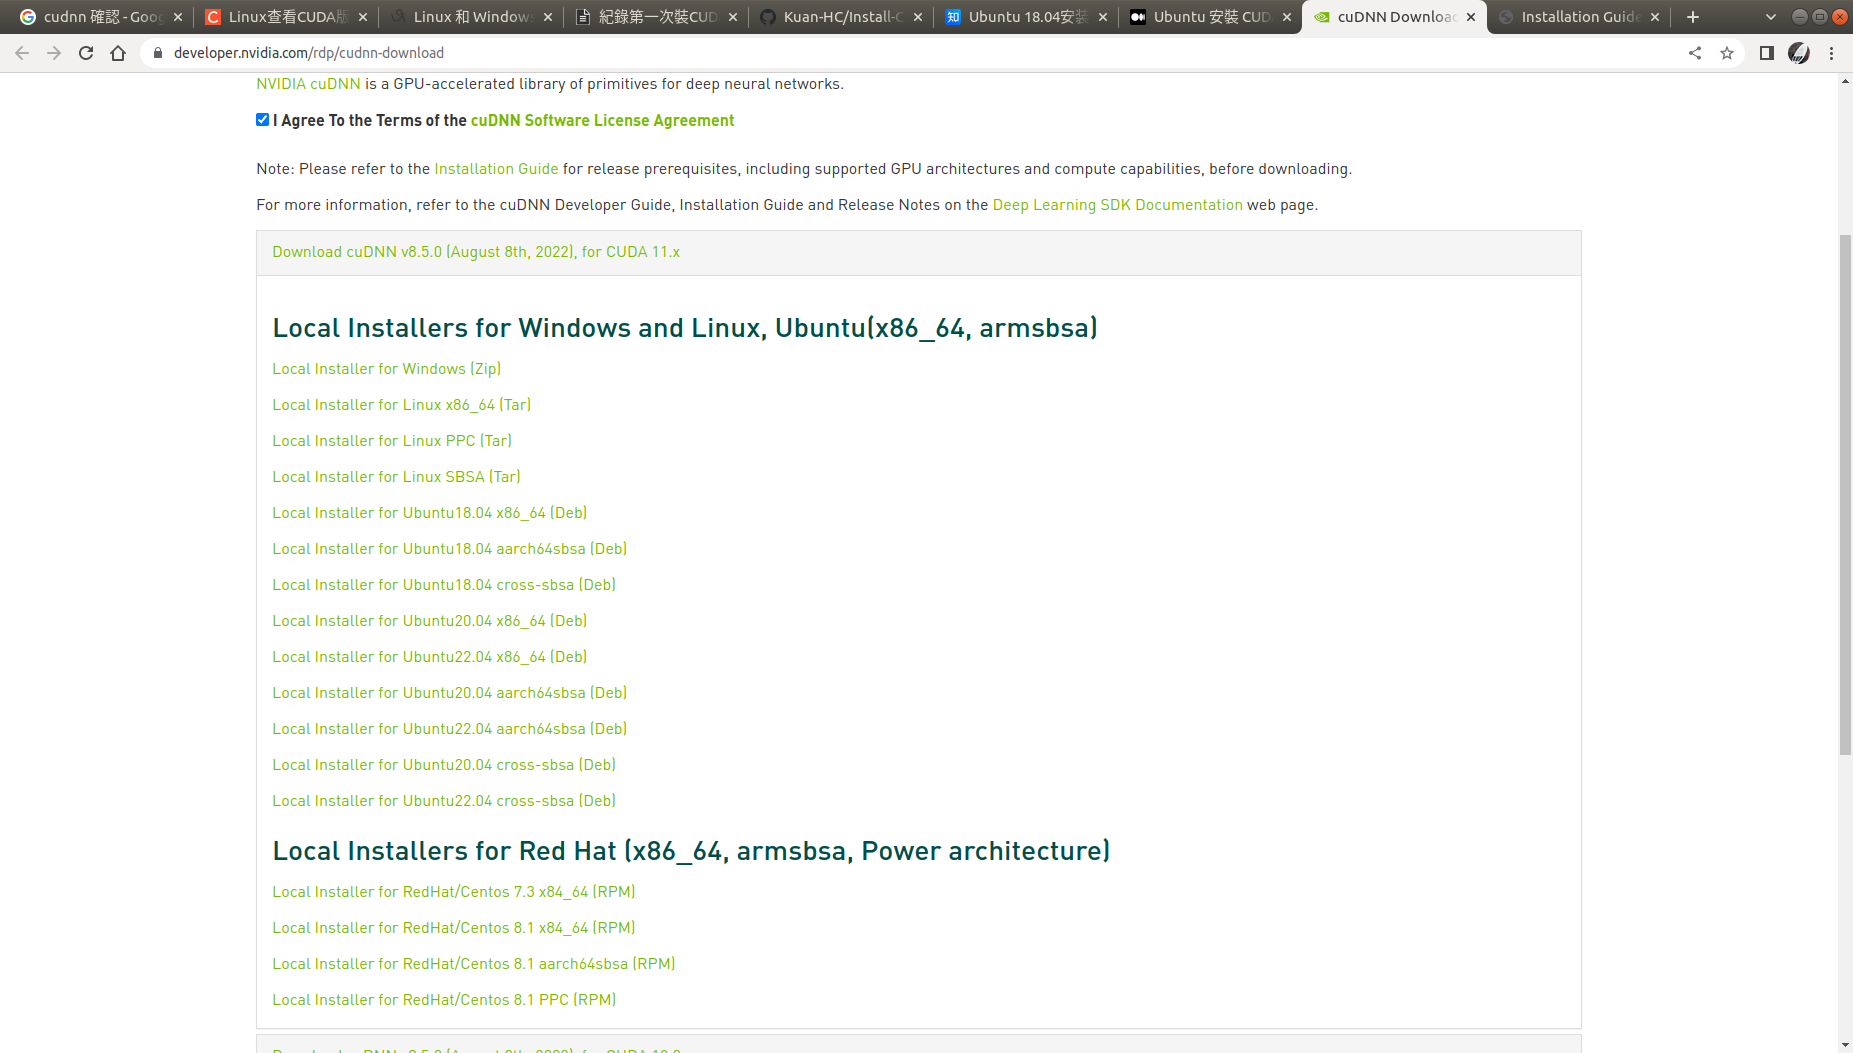 cudnn 確認 - Goog
Linux查看CUDA版
Linux 和 Windows
紀錄第一次裝CUD
Kuan-HC/Install-C
Ubuntu 18.04安裝
Ubuntu 安裝 CUD
cuDNN Download
Installation Guide
developer.nvidia.com/rdp/cudnn-download
NVIDIA cuDNN is a GPU-accelerated library of primitives for deep neural networks.
I Agree To the Terms of the cuDNN Software License Agreement
Note: Please refer to the Installation Guide for release prerequisites, including supported GPU architectures and compute capabilities, before downloading.
For more information, refer to the cuDNN Developer Guide, Installation Guide and Release Notes on the Deep Learning SDK Documentation web page.
Download cuDNN v8.5.0 (August 8th, 2022), for CUDA 11.x
Local Installers for Windows and Linux, Ubuntu(x86_64, armsbsa)
Local Installer for Windows (Zip)
Local Installer for Linux x86_64 (Tar)
Local Installer for Linux PPC (Tar)
Local Installer for Linux SBSA (Tar)
Local Installer for Ubuntu18.04 x86_64 (Deb)
Local Installer for Ubuntu18.04 aarch64sbsa (Deb)
Local Installer for Ubuntu18.04 cross-sbsa (Deb)
Local Installer for Ubuntu20.04 x86_64 (Deb)
Local Installer for Ubuntu22.04 x86_64 (Deb)
Local Installer for Ubuntu20.04 aarch64sbsa (Deb)
Local Installer for Ubuntu22.04 aarch64sbsa (Deb)
Local Installer for Ubuntu20.04 cross-sbsa (Deb)
Local Installer for Ubuntu22.04 cross-sbsa (Deb)
Local Installers for Red Hat (x86_64, armsbsa, Power architecture)
Local Installer for RedHat/Centos 7.3 x84_64 (RPM)
Local Installer for RedHat/Centos 8.1 x84_64 (RPM)
Local Installer for RedHat/Centos 8.1 aarch64sbsa (RPM)
Local Installer for RedHat/Centos 8.1 PPC (RPM)